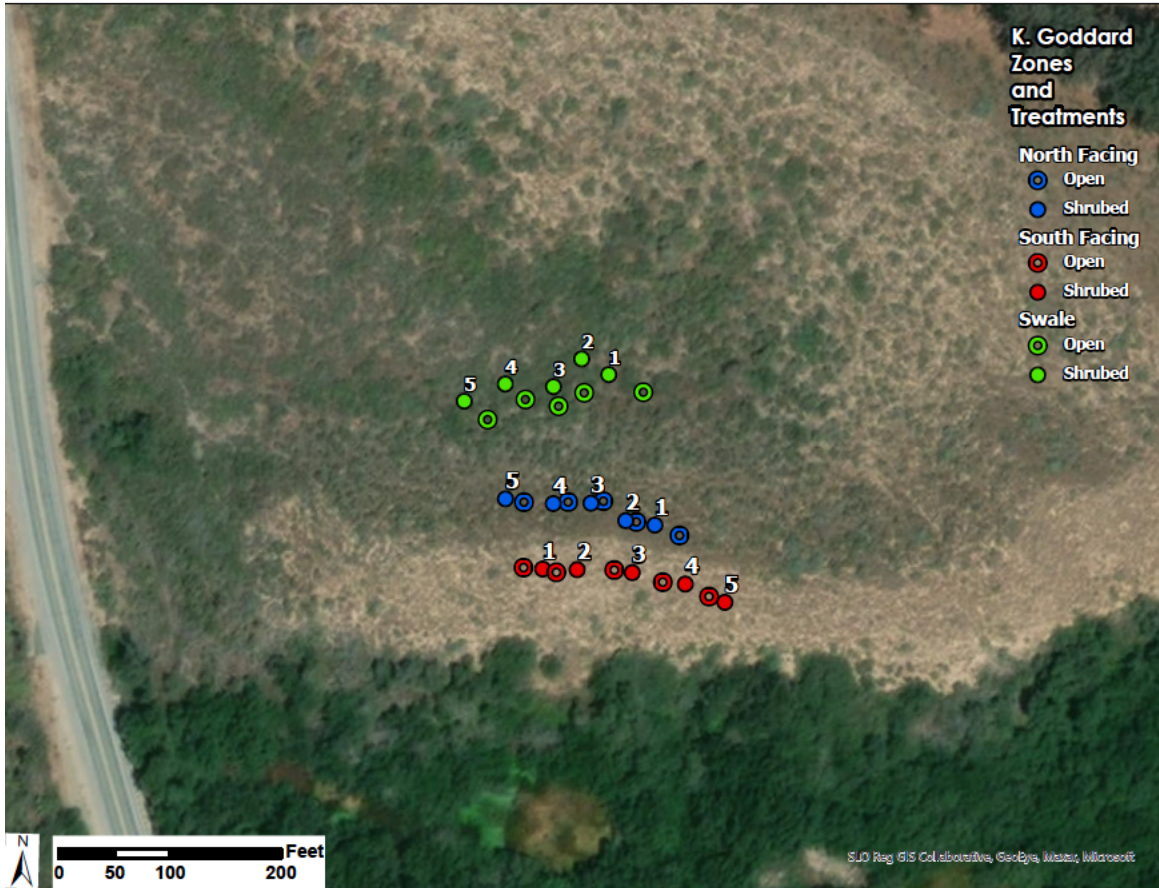 K. Goddard
Zones
and
Treatments
North Facing
Open
Shrubed
South Facing
Open
Shrubed
Swale
Open
Shrubed
2
1
4
3
5
5
4
3
2
1
1
2
3
4
5
N
Feet
0 50 100 200
SLO Reg GIS Collaborative, GeoEye, Maxar, Microsoft